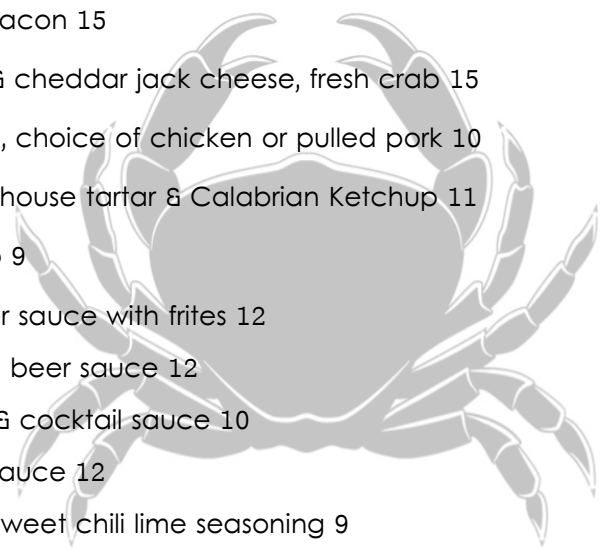 acon 15
& cheddar jack cheese, fresh crab 15
, choice of chicken or pulled pork 10
house tartar & Calabrian Ketchup 11
9
r sauce with frites 12
beer sauce 12
& cocktail sauce 10
auce 12
weet chili lime seasoning 9